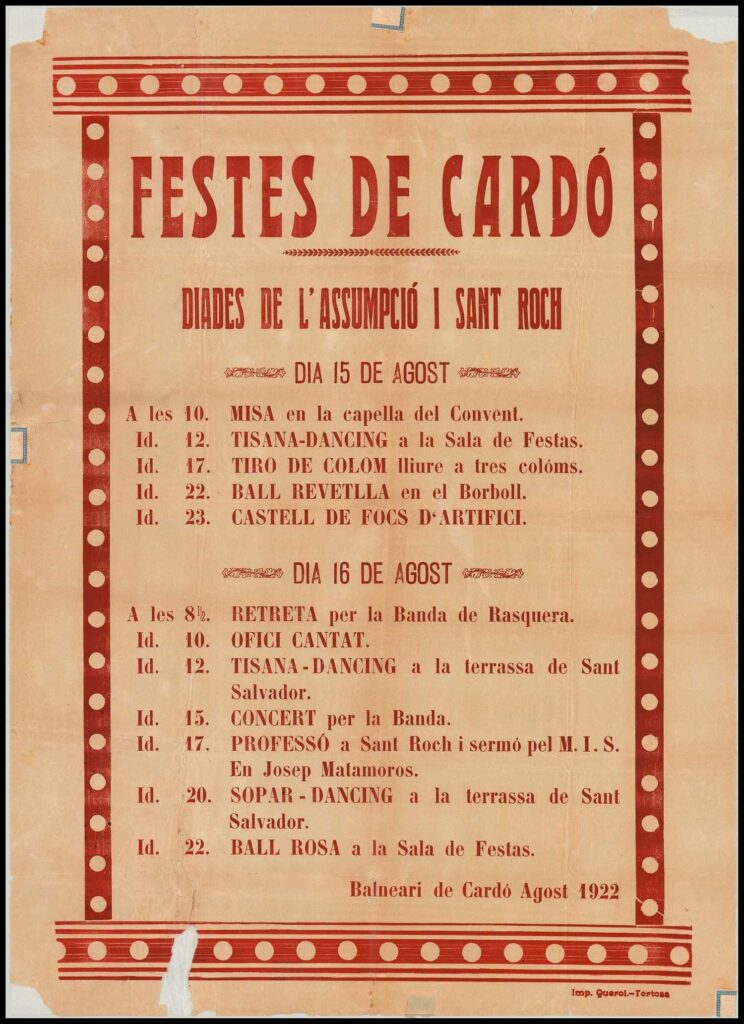 FESTES DE CARDÓ
DIADES DE L'ASSUMPCIÓ I SANT ROCH
DIA 15 DE AGOST
A les 10. MISA en la capella del Convent.
Id. 12. TISANA-DANCING a la Sala de Festas.
Id. 17. TIRO DE COLOM lliure a tres colóms.
Id. 22. BALL REVETLLA en el Borboll.
Id. 23. CASTELL DE FOCS D'ARTIFICI.
DIA 16 DE AGOST
A les 8½. RETRETA per la Banda de Rasquera.
Id. 10. OFICI CANTAT.
Id. 12. TISANA-DANCING a la terrassa de Sant
Salvador.
Id. 15. CONCERT per la Banda.
Id. 17. PROFESSÓ a Sant Roch i sermó pel M. I. S.
En Josep Matamoros.
Id. 20. SOPAR-DANCING a la terrassa de Sant
Salvador.
Id. 22. BALL ROSA a la Sala de Festas.
Balneari de Cardó Agost 1922
Imp. Querol.-Tortosa